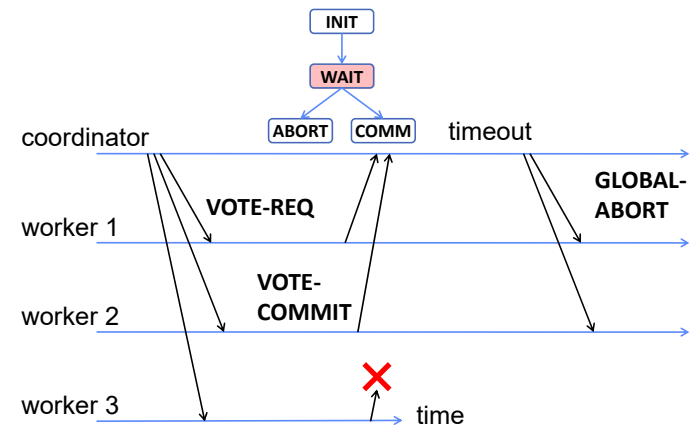 INIT
WAIT
ABORT
COMM
coordinator
timeout
GLOBAL-
ABORT
VOTE-REQ
worker 1
VOTE-
COMMIT
worker 2
worker 3
time